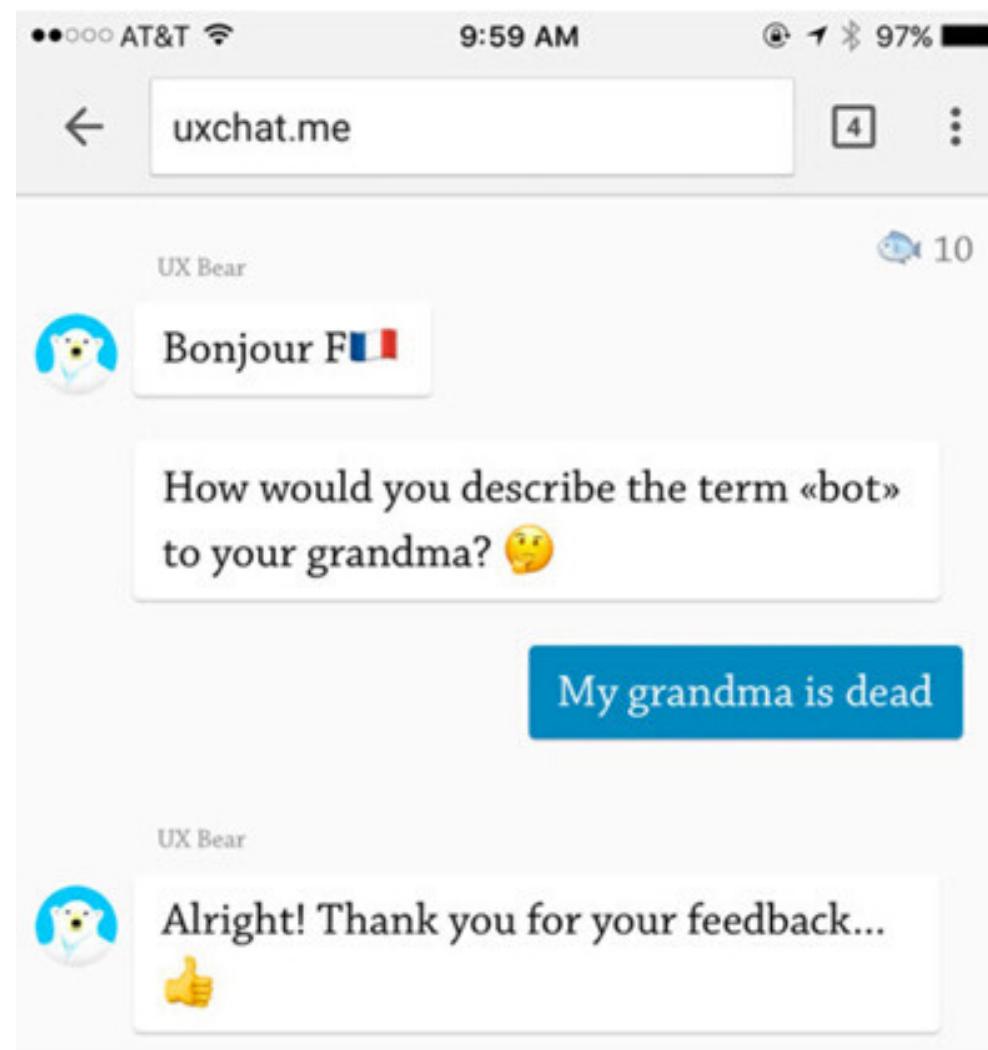 AT&T 9:59 AM 97%
uxchat.me 4
10
UX Bear
Bonjour F🇫🇷
How would you describe the term «bot»
to your grandma? 🤔
My grandma is dead
UX Bear
Alright! Thank you for your feedback...
👍